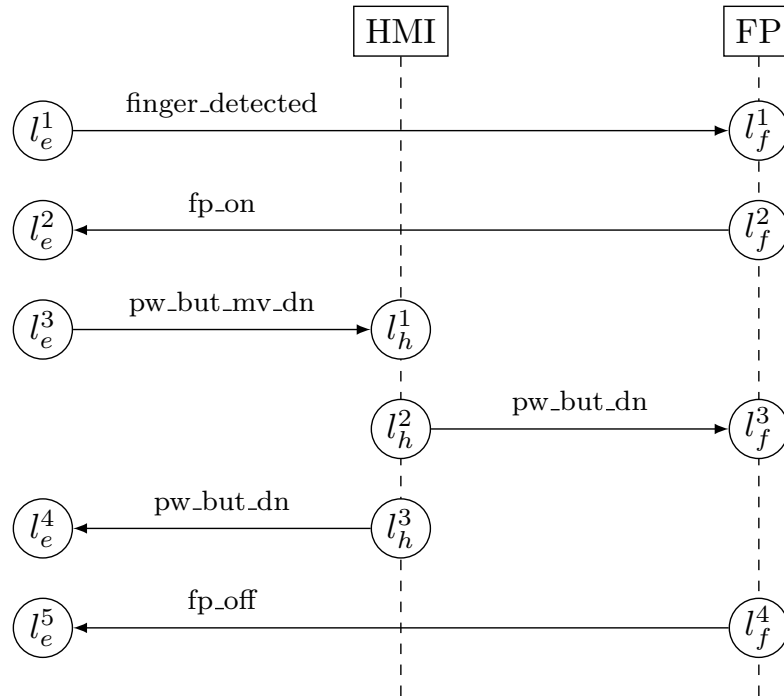 HMI FP
finger_detected
l_e^1 l_f^1
fp_on
l_e^2 l_f^2
pw_but_mv_dn
l_e^3 l_h^1
pw_but_dn
l_h^2 l_f^3
pw_but_dn
l_e^4 l_h^3
fp_off
l_e^5 l_f^4